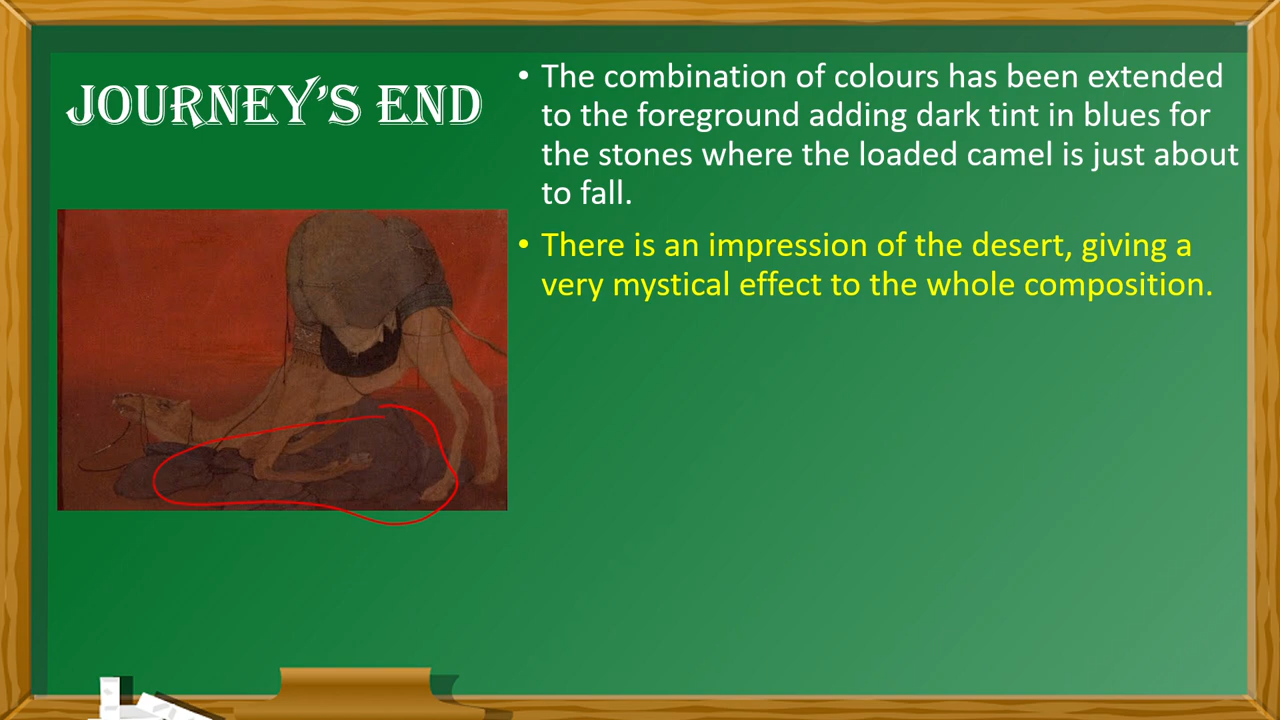 JOURNEY'S END
• The combination of colours has been extended
to the foreground adding dark tint in blues for
the stones where the loaded camel is just about
to fall.
• There is an impression of the desert, giving a
very mystical effect to the whole composition.